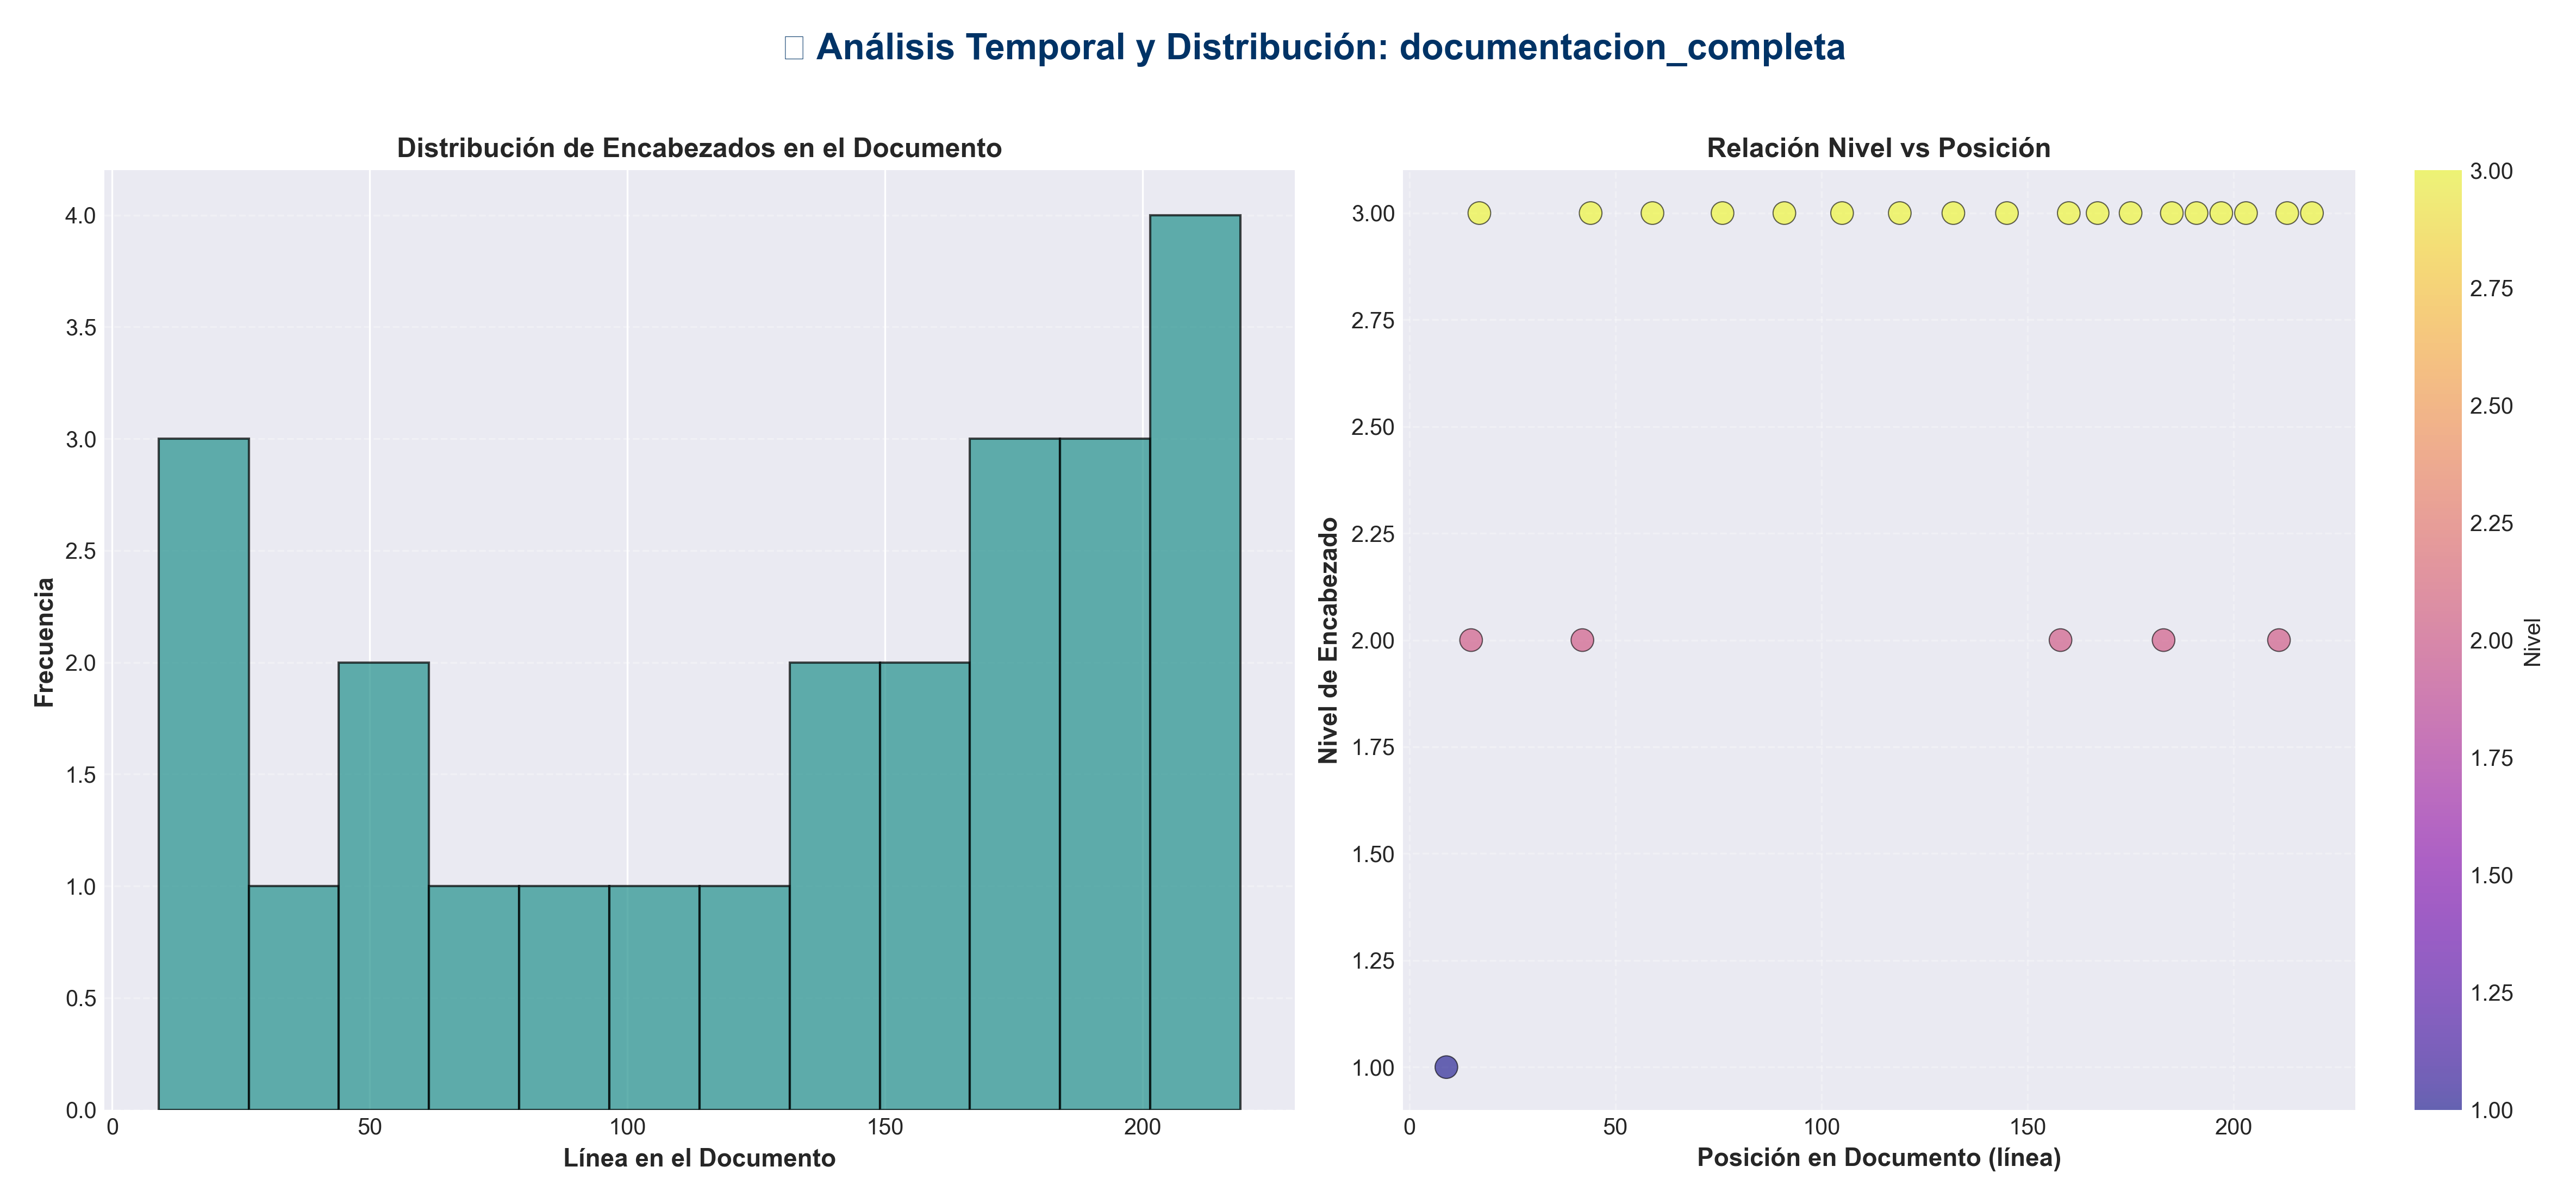 Análisis Temporal y Distribución: documentacion_completa
Distribución de Encabezados en el Documento
4.0
3.5
3.0
2.5
2.0
1.5
1.0
0.5
0.0
Frecuencia
0 50 100 150 200
Línea en el Documento
Relación Nivel vs Posición
3.00
2.75
2.50
2.25
2.00
1.75
1.50
1.25
1.00
Nivel de Encabezado
0 50 100 150 200
Posición en Documento (línea)
3.00
2.75
2.50
2.25
2.00
1.75
1.50
1.25
1.00
Nivel